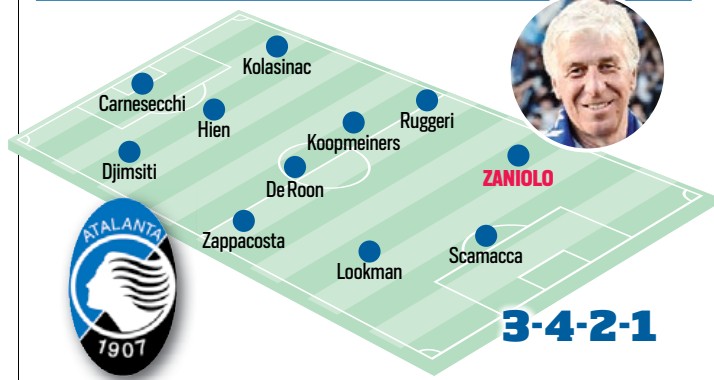 Kolasinac
Carnesecchi
Hien
Ruggeri
Koopmeiners
Djimsiti
ZANIOLO
De Roon
Zappacosta
Scamacca
Lookman
ATALANTA
1907
3-4-2-1